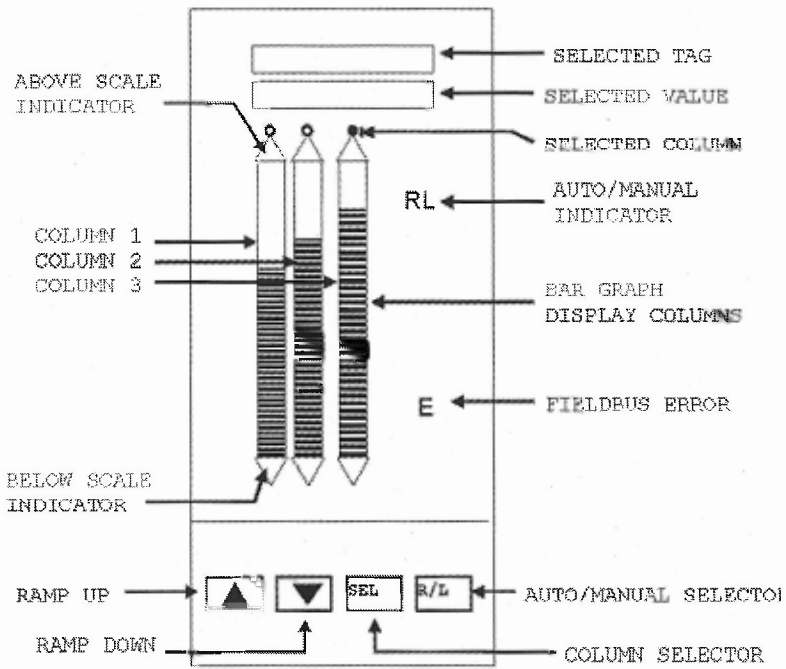 SELECTED TAG
ABOVE SCALE
INDICATOR
SELECTED VALUE
SELECTED COLUMN
RL
AUTO/MANUAL
INDICATOR
COLUMN 1
COLUMN 2
COLUMN 3
BAR GRAPH
DISPLAY COLUMNS
E
FIELDBUS ERROR
BELOW SCALE
INDICATOR
RAMP UP
SEL
R/L
AUTO/MANUAL SELECTO
RAMP DOWN
COLUMN SELECTOR